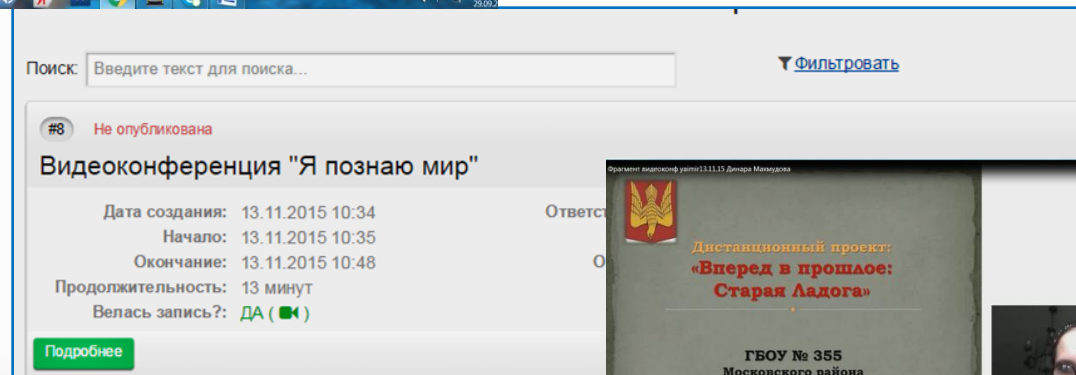 29.09.2
Поиск: Введите текст для поиска...
Фильтровать
#8 Не опубликована
Видеоконференция "Я познаю мир"
Дата создания: 13.11.2015 10:34
Начало: 13.11.2015 10:35
Окончание: 13.11.2015 10:48
Продолжительность: 13 минут
Велась запись?: ДА ( )
Подробнее
Ответст
О
Фрагмент видеоконф yaimir13.11.15 Динара Махмудова
Дистанционный проект:
«Вперед в прошлое:
Старая Ладога»
ГБОУ № 355
Московского района